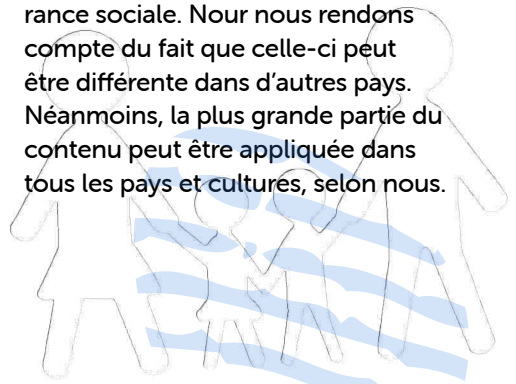 rance sociale. Nour nous rendons
compte du fait que celle-ci peut
être différente dans d’autres pays.
Néanmoins, la plus grande partie du
contenu peut être appliquée dans
tous les pays et cultures, selon nous.